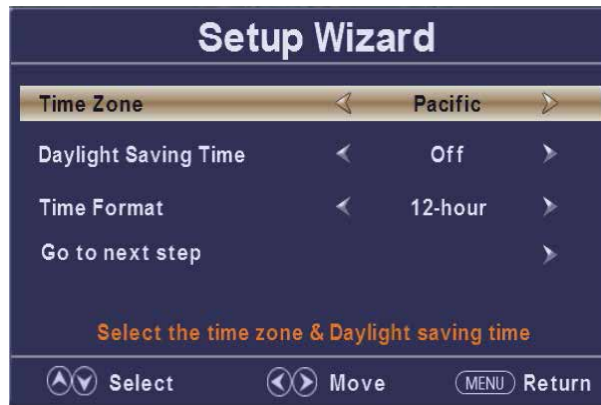 Setup Wizard
Time Zone Pacific
Daylight Saving Time Off
Time Format 12-hour
Go to next step
Select the time zone & Daylight saving time
Select Move MENU Return